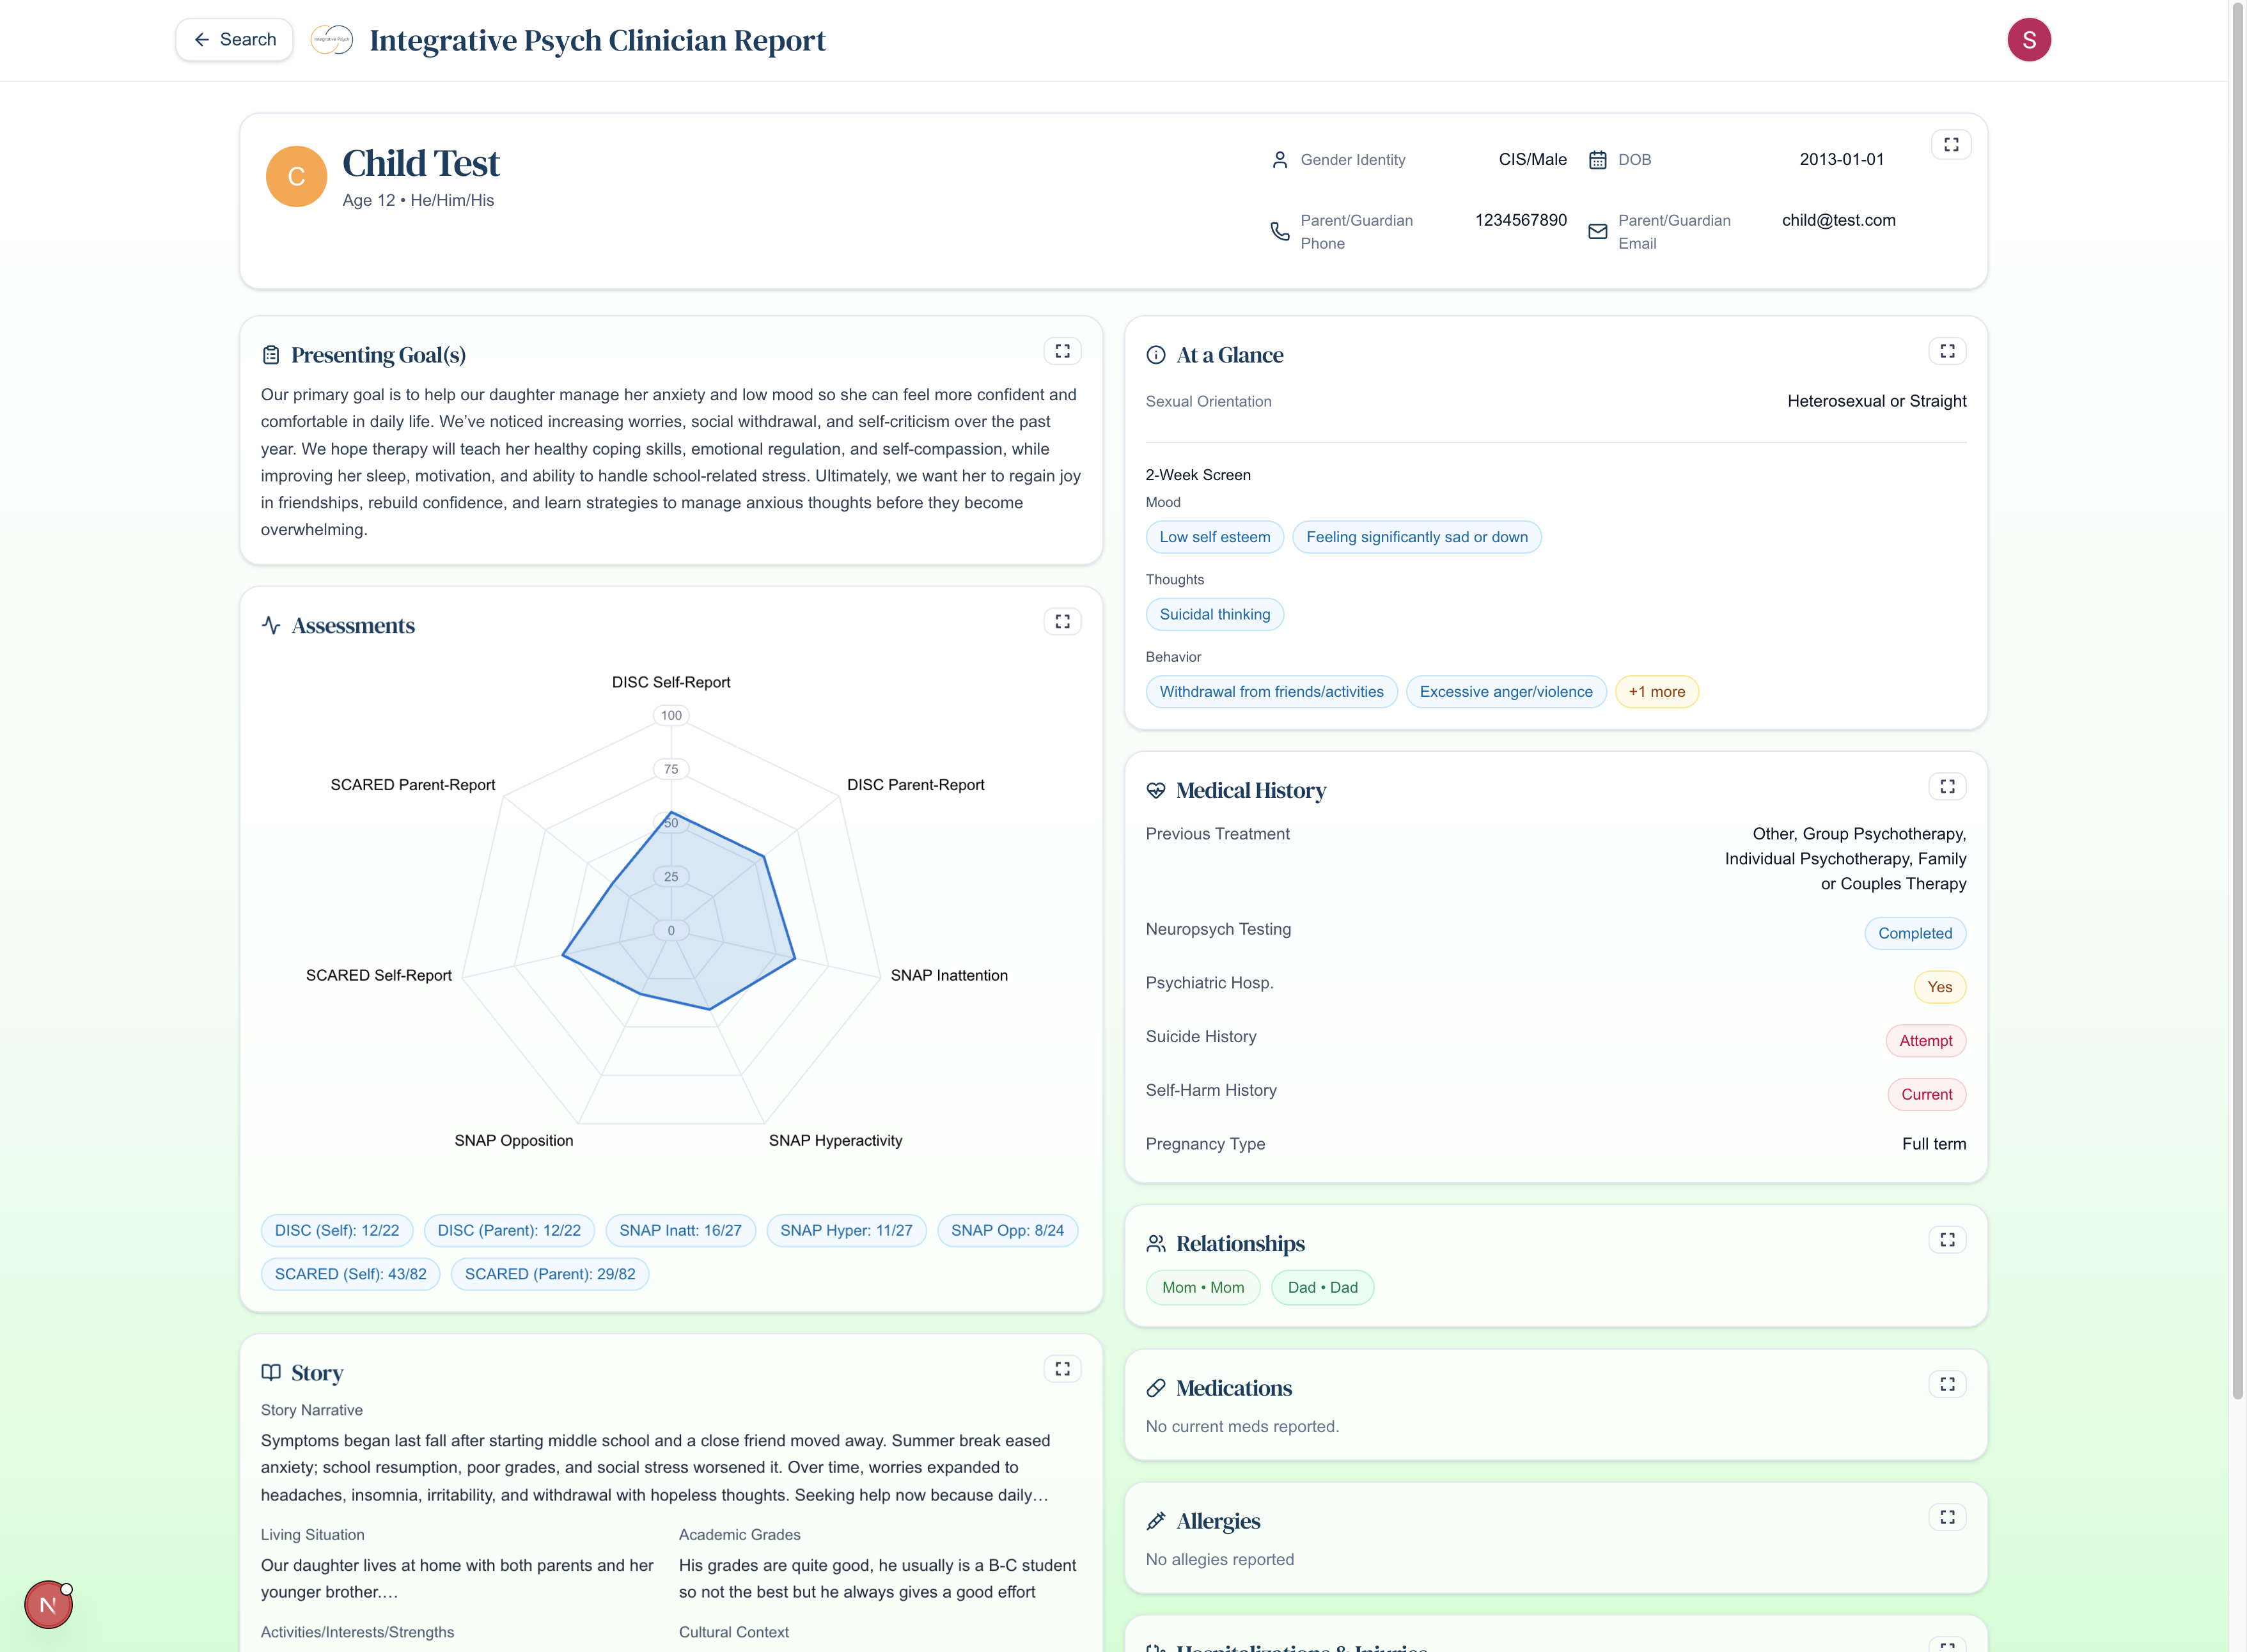 Search
Integrative Psych
Integrative Psych Clinician Report
S
C
Child Test
Age 12 • He/Him/His
Gender Identity
CIS/Male
DOB
2013-01-01
Parent/Guardian
Phone
1234567890
Parent/Guardian
Email
child@test.com
Presenting Goal(s)
Our primary goal is to help our daughter manage her anxiety and low mood so she can feel more confident and
comfortable in daily life. We’ve noticed increasing worries, social withdrawal, and self-criticism over the past
year. We hope therapy will teach her healthy coping skills, emotional regulation, and self-compassion, while
improving her sleep, motivation, and ability to handle school-related stress. Ultimately, we want her to regain joy
in friendships, rebuild confidence, and learn strategies to manage anxious thoughts before they become
overwhelming.
Assessments
DISC Self-Report
100
75
50
25
0
SCARED Parent-Report
DISC Parent-Report
SCARED Self-Report
SNAP Inattention
SNAP Opposition
SNAP Hyperactivity
DISC (Self): 12/22
DISC (Parent): 12/22
SNAP Inatt: 16/27
SNAP Hyper: 11/27
SNAP Opp: 8/24
SCARED (Self): 43/82
SCARED (Parent): 29/82
Story
Story Narrative
Symptoms began last fall after starting middle school and a close friend moved away. Summer break eased
anxiety; school resumption, poor grades, and social stress worsened it. Over time, worries expanded to
headaches, insomnia, irritability, and withdrawal with hopeless thoughts. Seeking help now because daily…
Living Situation
Our daughter lives at home with both parents and her
younger brother.…
Academic Grades
His grades are quite good, he usually is a B-C student
so not the best but he always gives a good effort
Activities/Interests/Strengths
Cultural Context
At a Glance
Sexual Orientation
Heterosexual or Straight
2-Week Screen
Mood
Low self esteem
Feeling significantly sad or down
Thoughts
Suicidal thinking
Behavior
Withdrawal from friends/activities
Excessive anger/violence
+1 more
Medical History
Previous Treatment
Other, Group Psychotherapy,
Individual Psychotherapy, Family
or Couples Therapy
Neuropsych Testing
Completed
Psychiatric Hosp.
Yes
Suicide History
Attempt
Self-Harm History
Current
Pregnancy Type
Full term
Relationships
Mom • Mom
Dad • Dad
Medications
No current meds reported.
Allergies
No allegies reported
Hospitalizations & Injuries
N